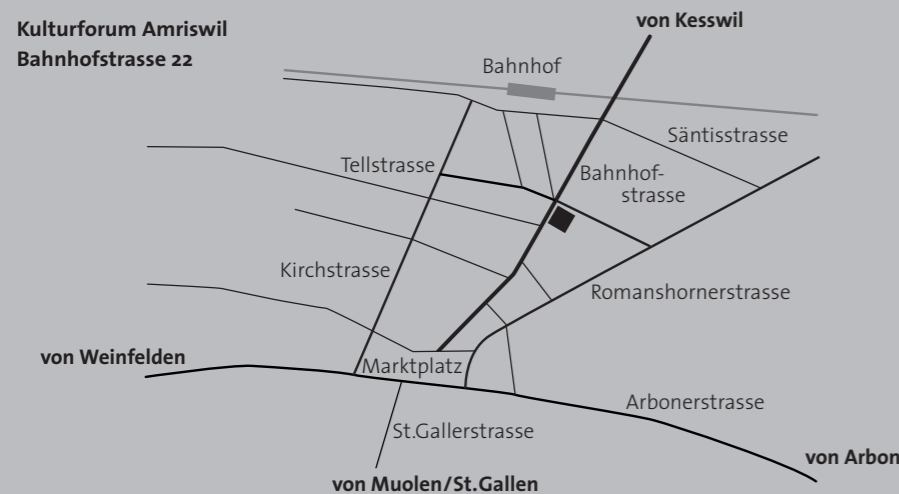 Kulturforum Amriswil
Bahnhofstrasse 22
von Kesswil
Bahnhof
Säntisstrasse
Tellstrasse
Bahnhof-
strasse
Kirchstrasse
Romanshornerstrasse
von Weinfelden
Marktplatz
Arbonerstrasse
St.Gallerstrasse
von Arbon
von Muolen/St.Gallen